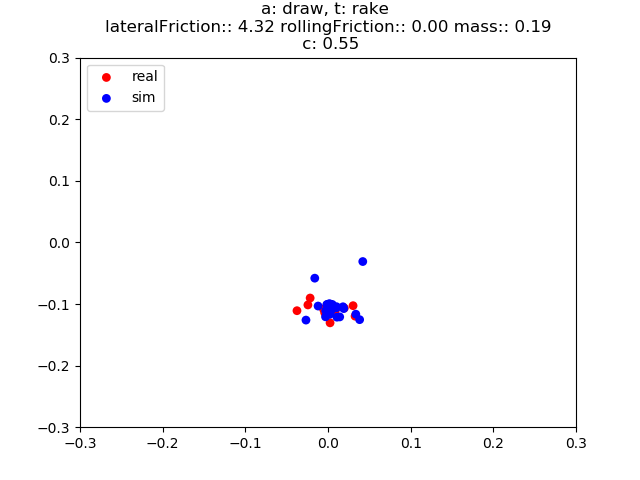 a: draw, t: rake
lateralFriction:: 4.32 rollingFriction:: 0.00 mass:: 0.19
c: 0.55
real
sim
0.3
0.2
0.1
0.0
−0.1
−0.2
−0.3
−0.3 −0.2 −0.1 0.0 0.1 0.2 0.3